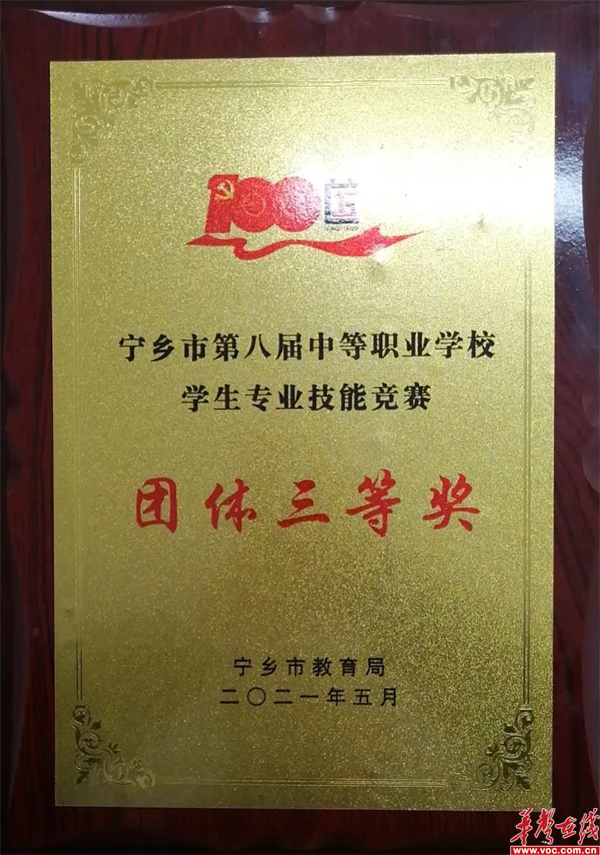 100
宁乡市第八届中等职业学校
学生专业技能竞赛
团体三等奖
宁乡市教育局
二〇二一年五月
华声在线
www.voc.com.cn